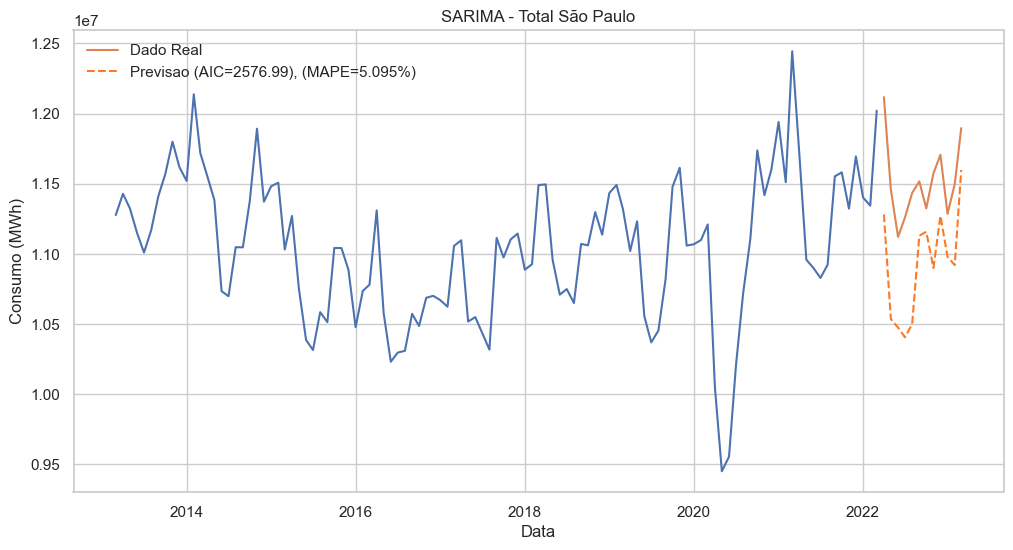 SARIMA - Total São Paulo
1e7
Dado Real
Previsao (AIC=2576.99), (MAPE=5.095%)
Consumo (MWh)
1.25
1.20
1.15
1.10
1.05
1.00
0.95
2014
2016
2018
2020
2022
Data